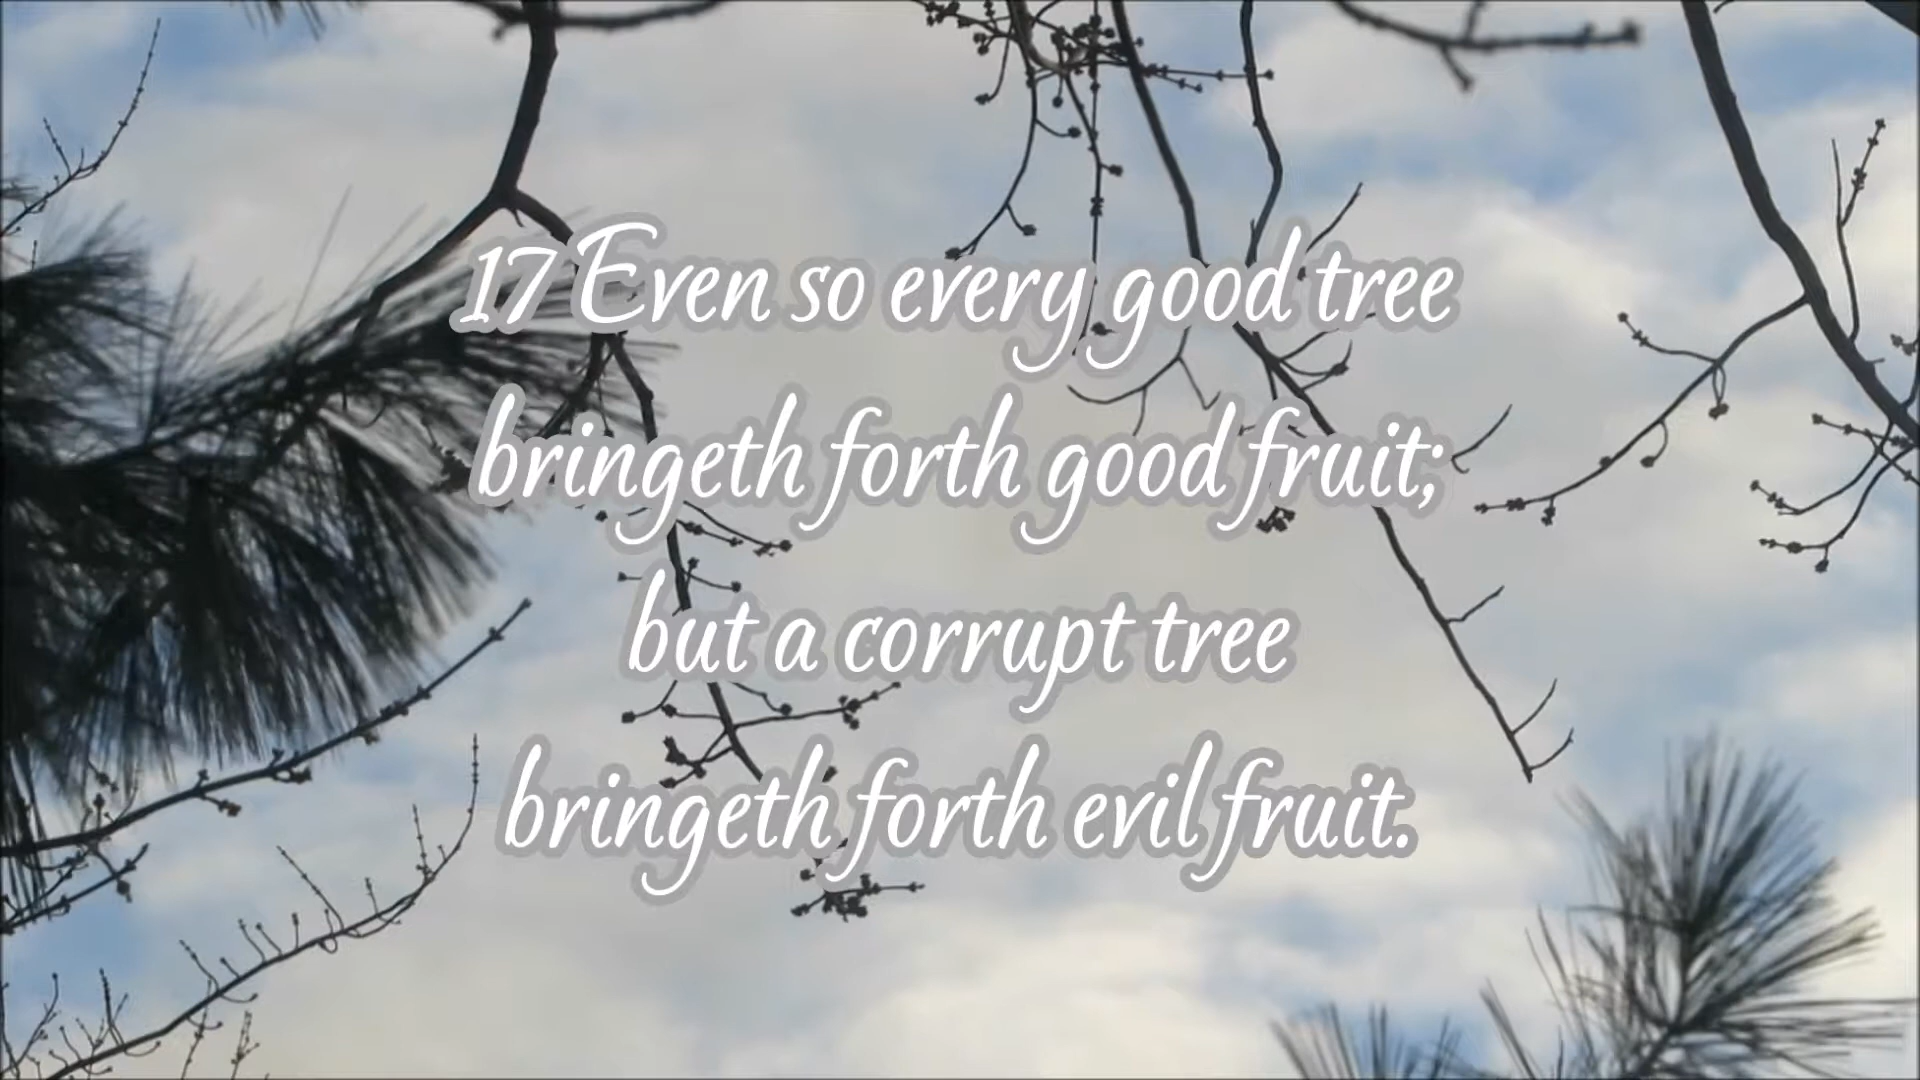 17 Even so every good tree
bringeth forth good fruit;
but a corrupt tree
bringeth forth evil fruit.